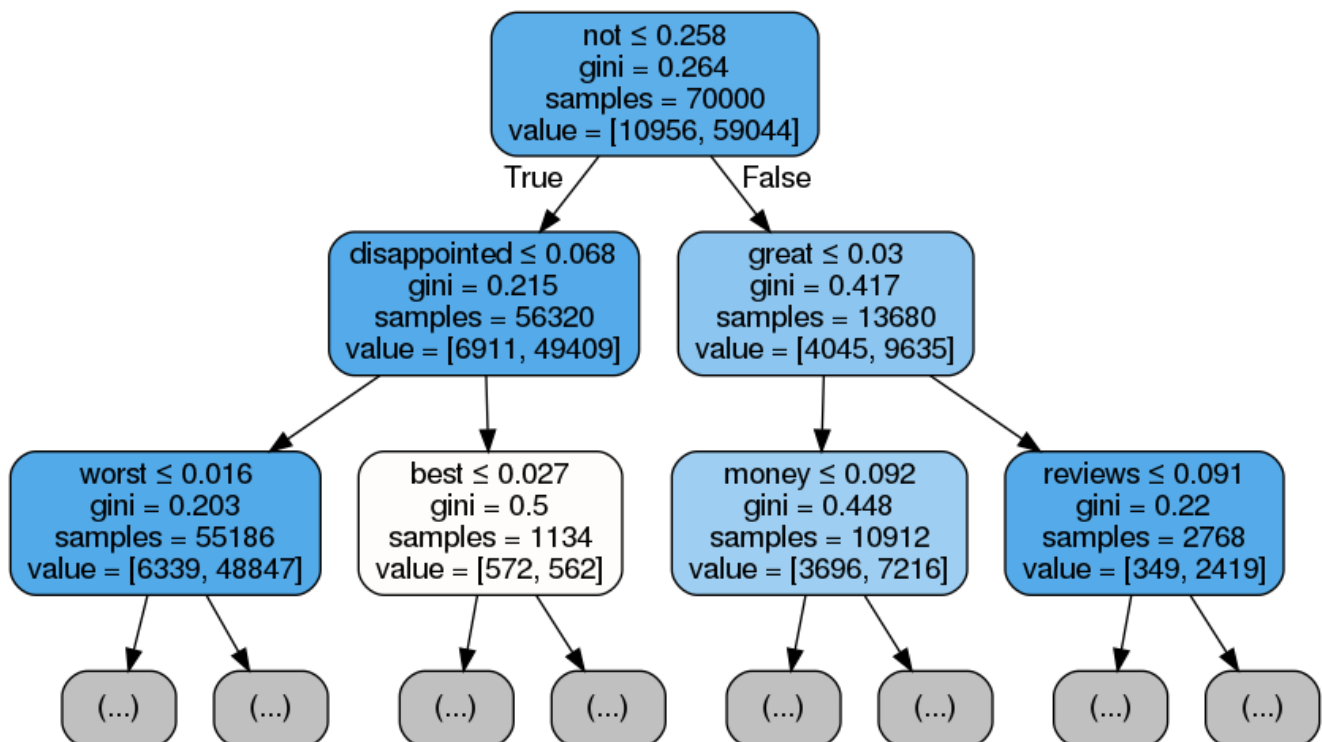 not ≤ 0.258
gini = 0.264
samples = 70000
value = [10956, 59044]
True
False
disappointed ≤ 0.068
gini = 0.215
samples = 56320
value = [6911, 49409]
great ≤ 0.03
gini = 0.417
samples = 13680
value = [4045, 9635]
worst ≤ 0.016
gini = 0.203
samples = 55186
value = [6339, 48847]
best ≤ 0.027
gini = 0.5
samples = 1134
value = [572, 562]
money ≤ 0.092
gini = 0.448
samples = 10912
value = [3696, 7216]
reviews ≤ 0.091
gini = 0.22
samples = 2768
value = [349, 2419]
(...)
(...)
(...)
(...)
(...)
(...)
(...)
(...)